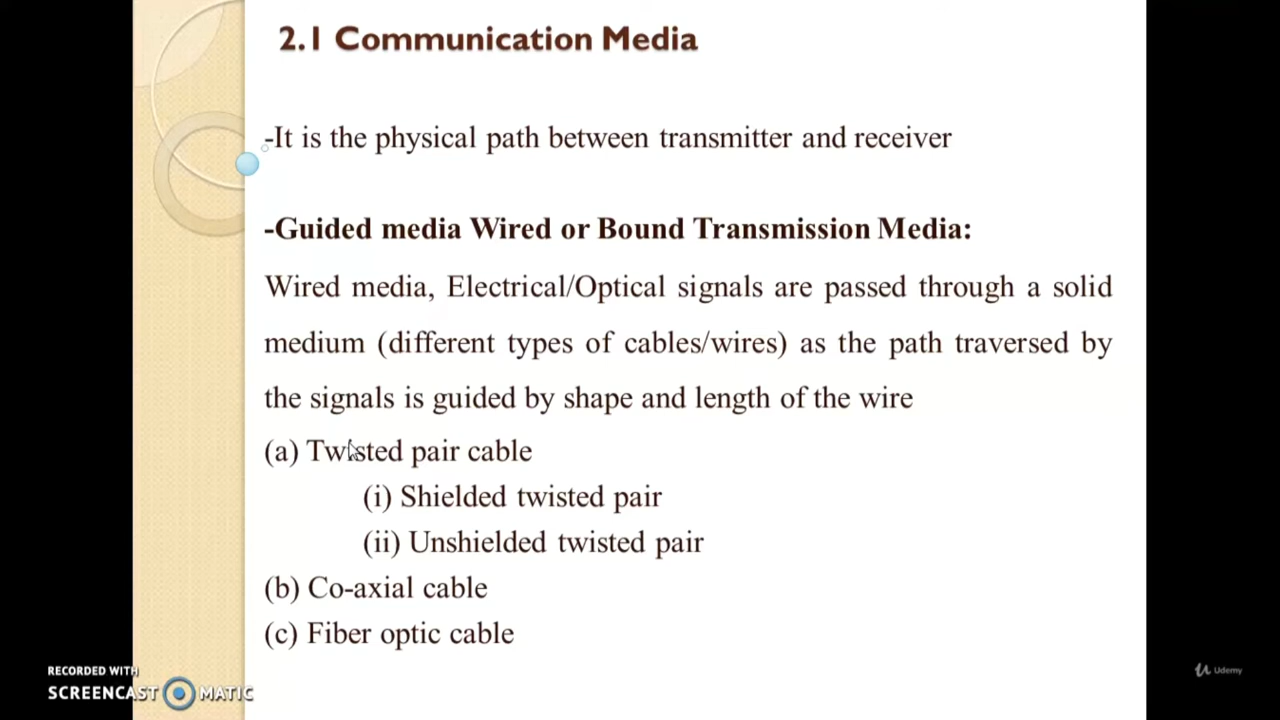 2.1 Communication Media
-It is the physical path between transmitter and receiver
-Guided media Wired or Bound Transmission Media:
Wired media, Electrical/Optical signals are passed through a solid
medium (different types of cables/wires) as the path traversed by
the signals is guided by shape and length of the wire
(a) Twisted pair cable
(i) Shielded twisted pair
(ii) Unshielded twisted pair
(b) Co-axial cable
(c) Fiber optic cable
RECORDED WITH
SCREENCAST MATIC
Udemy